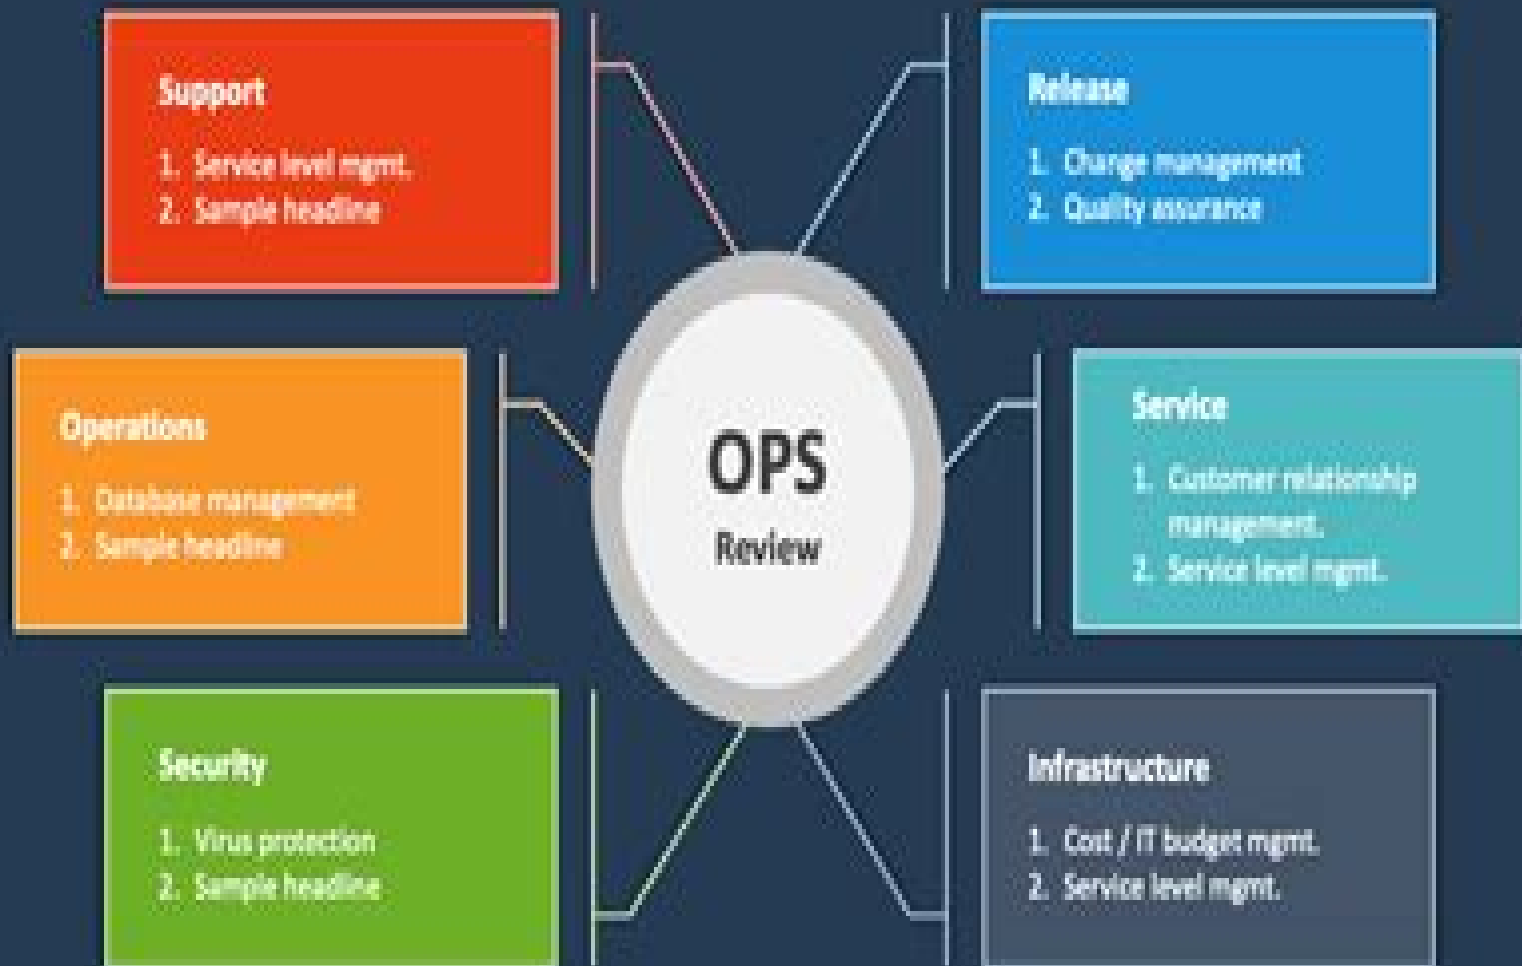 Support
1. Service level mgmt.
2. Sample headline
Release
1. Change management
2. Quality assurance
Operations
1. Database management
2. Sample headline
OPS
Review
Service
1. Customer relationship
management.
2. Service level mgmt.
Security
1. Virus protection
2. Sample headline
Infrastructure
1. Cost / IT budget mgmt.
2. Service level mgmt.